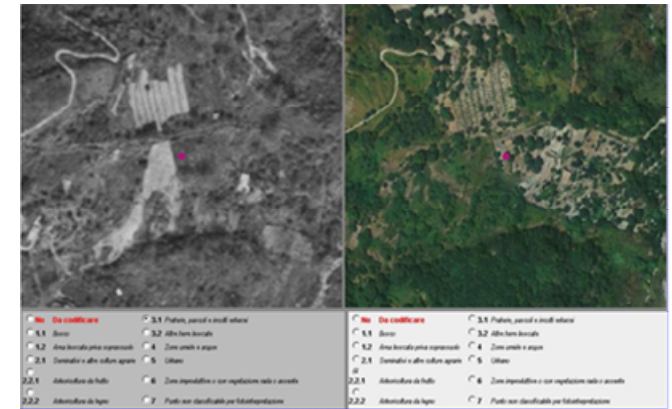 No Da codificare
3.1 Praterie, pascoli e incolti erbacei
1.1 Bosco
3.2 Altre terre boscate
1.2 Area boscata priva soprassuolo
4 Zone umide e acque
2.1 Seminativi e altre colture agrarie
5 Urbano
2.2.1 Arboricoltura da frutto
6 Zone improduttive o con vegetazione rada o assente
2.2.2 Arboricoltura da legno
7 Punto non classificabile per fotointerpretazione
No Da codificare
3.1 Praterie, pascoli e incolti erbacei
1.1 Bosco
3.2 Altre terre boscate
1.2 Area boscata priva soprassuolo
4 Zone umide e acque
2.1 Seminativi e altre colture agrarie
5 Urbano
2.2.1 Arboricoltura da frutto
6 Zone improduttive o con vegetazione rada o assente
2.2.2 Arboricoltura da legno
7 Punto non classificabile per fotointerpretazione